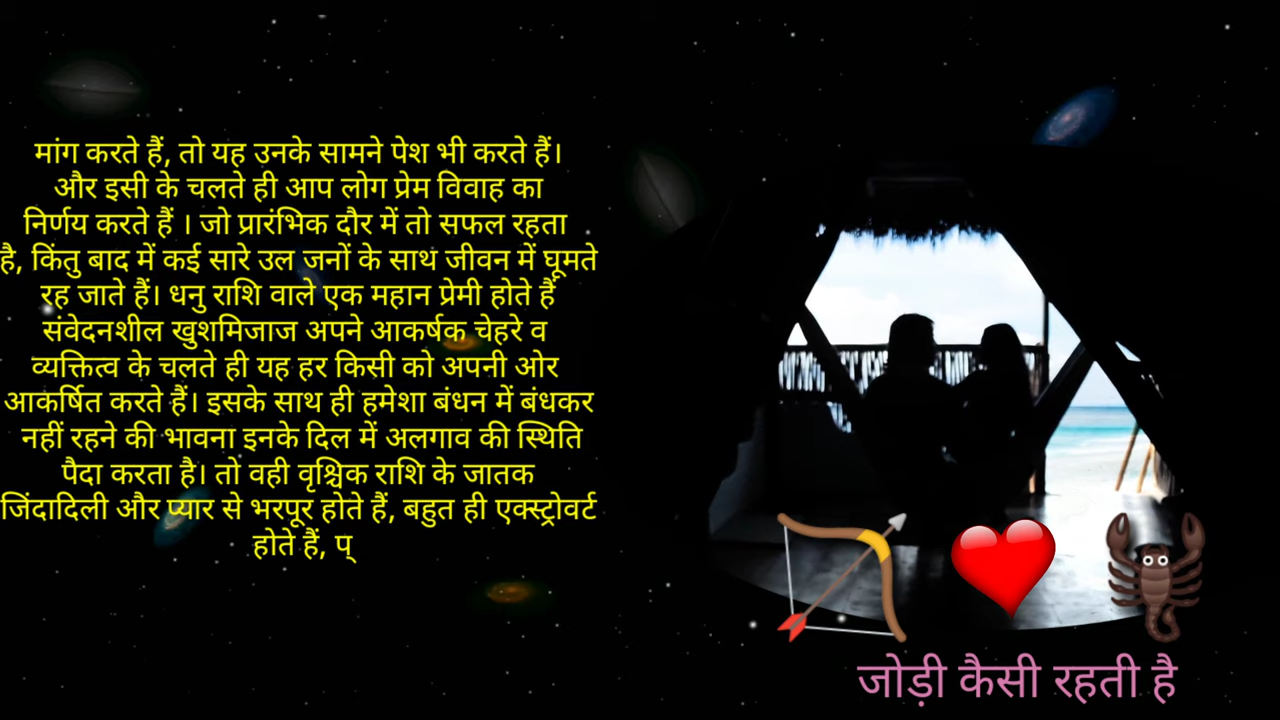 मांग करते हैं, तो यह उनके सामने पेश भी करते हैं।
और इसी के चलते ही आप लोग प्रेम विवाह का
निर्णय करते हैं । जो प्रारंभिक दौर में तो सफल रहता
है, किंतु बाद में कई सारे उल जनों के साथ जीवन में घूमते
रह जाते हैं। धनु राशि वाले एक महान प्रेमी होते हैं
संवेदनशील खुशमिजाज अपने आकर्षक चेहरे व
व्यक्तित्व के चलते ही यह हर किसी को अपनी ओर
आकर्षित करते हैं। इसके साथ ही हमेशा बंधन में बंधकर
नहीं रहने की भावना इनके दिल में अलगाव की स्थिति
पैदा करता है। तो वही वृश्चिक राशि के जातक
जिंदादिली और प्यार से भरपूर होते हैं, बहुत ही एक्स्ट्रोवर्ट
होते हैं, प्
जोड़ी कैसी रहती है